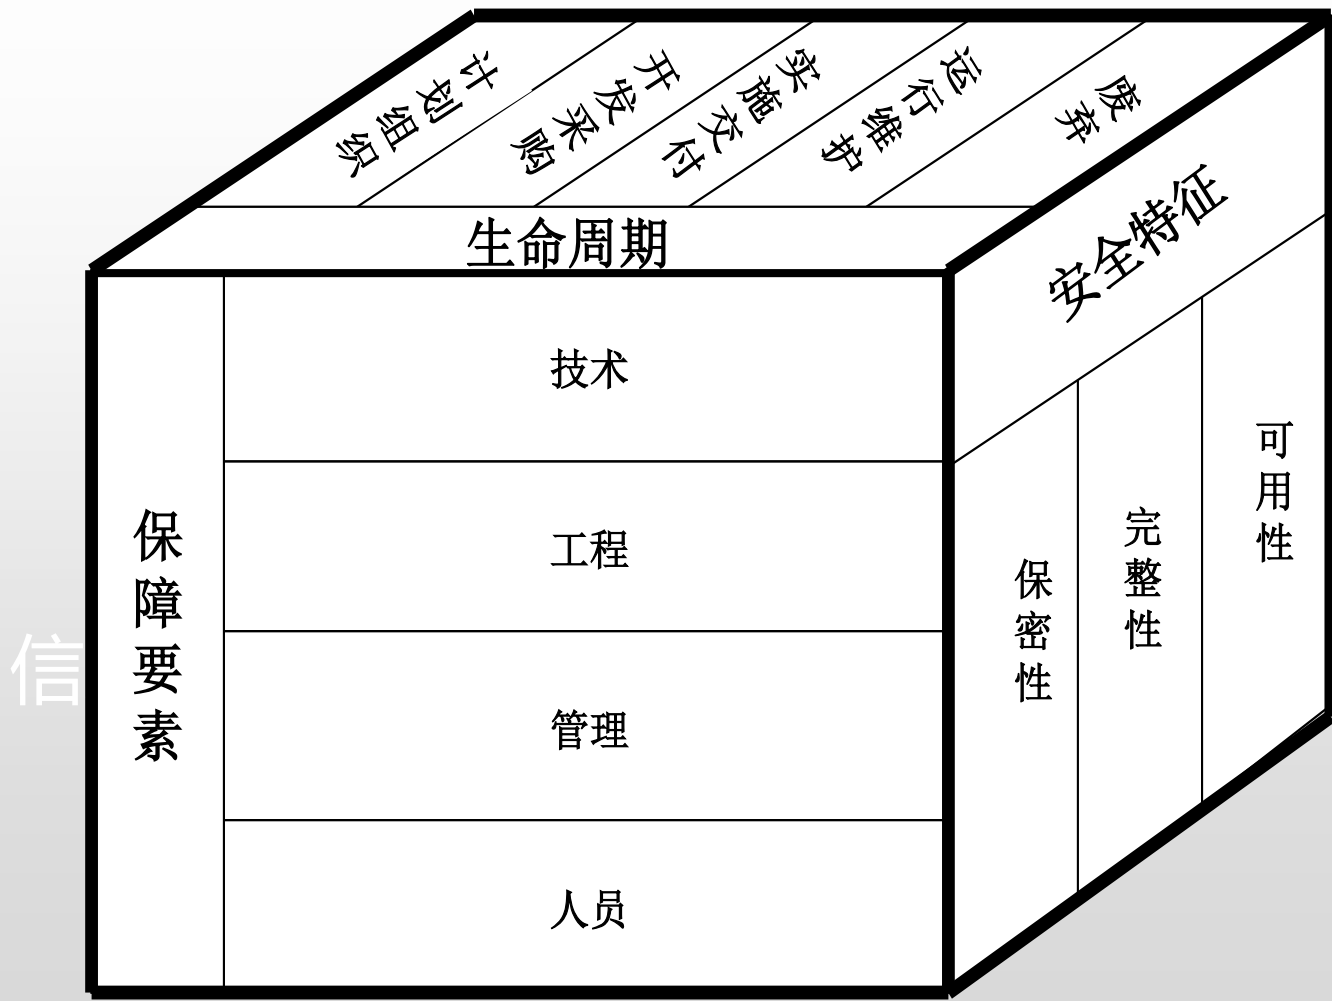 计划组织
开发采购
实施交付
运行维护
废弃
生命周期
安全特征
保障要素
技术
工程
管理
人员
保密性
完整性
可用性
信